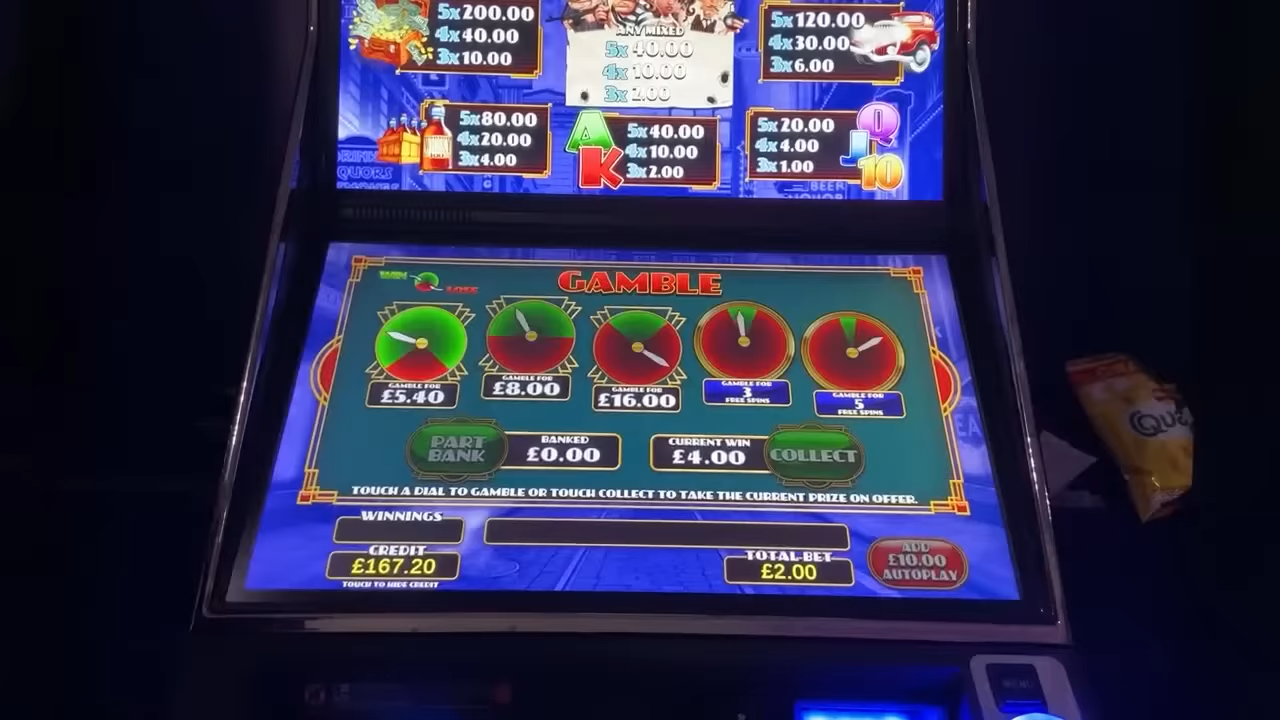 5x 200.00
4x 40.00
3x 10.00
ANY MIXED
5x 40.00
4x 10.00
3x 2.00
5x 120.00
4x 30.00
3x 6.00
5x 80.00
4x 20.00
3x 4.00
A
K
5x 40.00
4x 10.00
3x 2.00
5x 20.00
4x 4.00
3x 1.00
Q
J
10
BEER
GAMBLE
WIN
LOSE
GAMBLE FOR
£5.40
GAMBLE FOR
£8.00
GAMBLE FOR
£16.00
GAMBLE FOR
3
FREE SPINS
GAMBLE FOR
5
FREE SPINS
PART
BANK
BANKED
£0.00
CURRENT WIN
£4.00
COLLECT
TOUCH A DIAL TO GAMBLE OR TOUCH COLLECT TO TAKE THE CURRENT PRIZE ON OFFER.
WINNINGS
CREDIT
£167.20
TOUCH TO HIDE CREDIT
TOTAL BET
£2.00
ADD
£10.00
AUTOPLAY
MENU